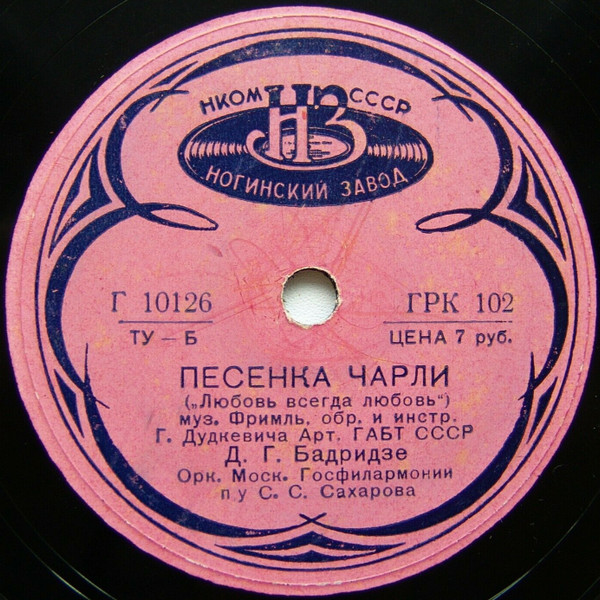 НКОМ НЗ СССР
НОГИНСКИЙ ЗАВОД
Г 10126 ГРК 102
ТУ — Б ЦЕНА 7 руб.
ПЕСЕНКА ЧАРЛИ
(„Любовь всегда любовь“)
муз. Фримль, обр. и инстр.
Г. Дудкевича Арт. ГАБТ СССР
Д. Г. Бадридзе
Орк. Моск. Госфилармонии
п/у С. С. Сахарова